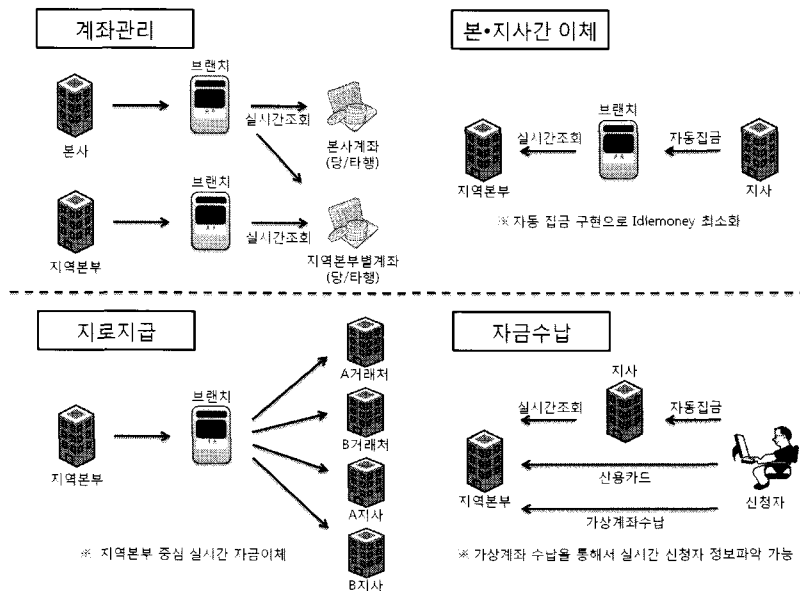 계좌관리
본사
브랜치
실시간조회
본사계좌
(당/타행)
지역본부
브랜치
실시간조회
지역본부별계좌
(당/타행)
본•지사간 이체
지역본부
실시간조회
브랜치
자동집금
지사
※ 자동 집금 구현으로 Idlemoney 최소화
지로지급
지역본부
브랜치
A거래처
B거래처
A지사
B지사
※ 지역본부 중심 실시간 자금이체
자금수납
지사
실시간조회
자동집금
지역본부
신용카드
신청자
가상계좌수납
※ 가상계좌 수납을 통해서 실시간 신청자 정보파악 가능